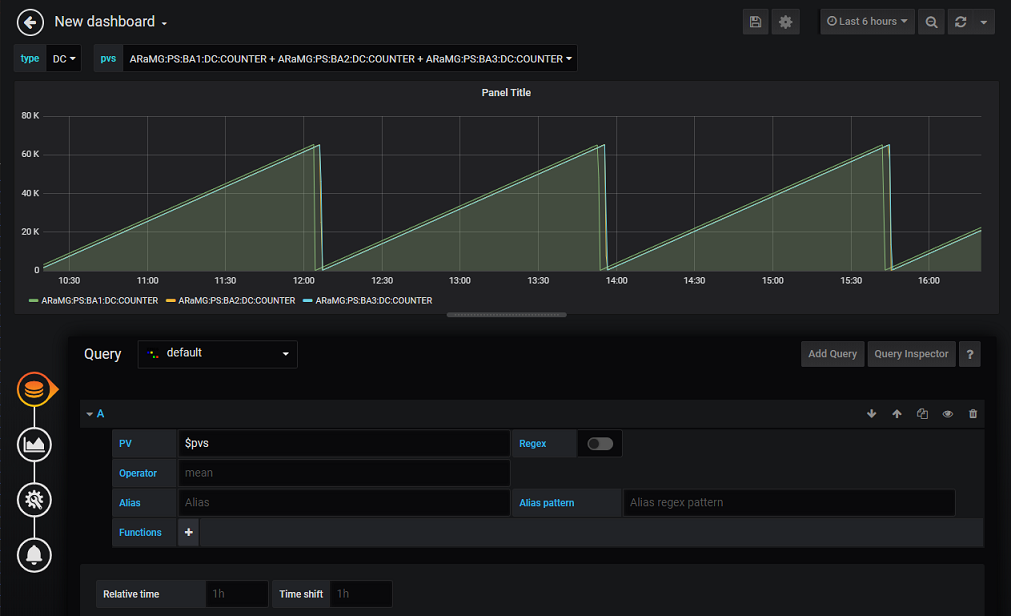 New dashboard
Last 6 hours
type DC pvs ARaMG:PS:BA1:DC:COUNTER + ARaMG:PS:BA2:DC:COUNTER + ARaMG:PS:BA3:DC:COUNTER
Panel Title
80 K
60 K
40 K
20 K
0
10:30 11:00 11:30 12:00 12:30 13:00 13:30 14:00 14:30 15:00 15:30 16:00
ARaMG:PS:BA1:DC:COUNTER ARaMG:PS:BA2:DC:COUNTER ARaMG:PS:BA3:DC:COUNTER
Query default Add Query Query Inspector ?
A
PV $pvs Regex
Operator mean
Alias Alias Alias pattern Alias regex pattern
Functions +
Relative time 1h Time shift 1h